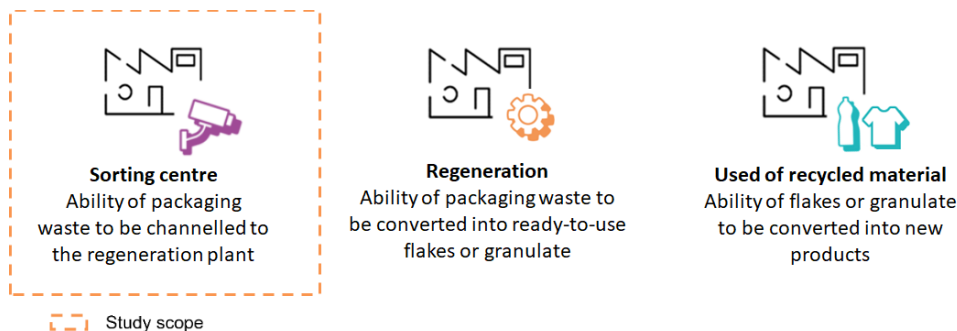 Sorting centre
Ability of packaging
waste to be channelled to
the regeneration plant
Regeneration
Ability of packaging waste to
be converted into ready-to-use
flakes or granulate
Used of recycled material
Ability of flakes or granulate
to be converted into new
products
Study scope